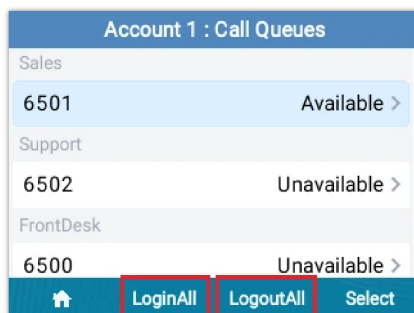 Account 1 : Call Queues
Sales
6501 Available >
Support
6502 Unavailable >
FrontDesk
6500 Unavailable >
LoginAll LogoutAll Select